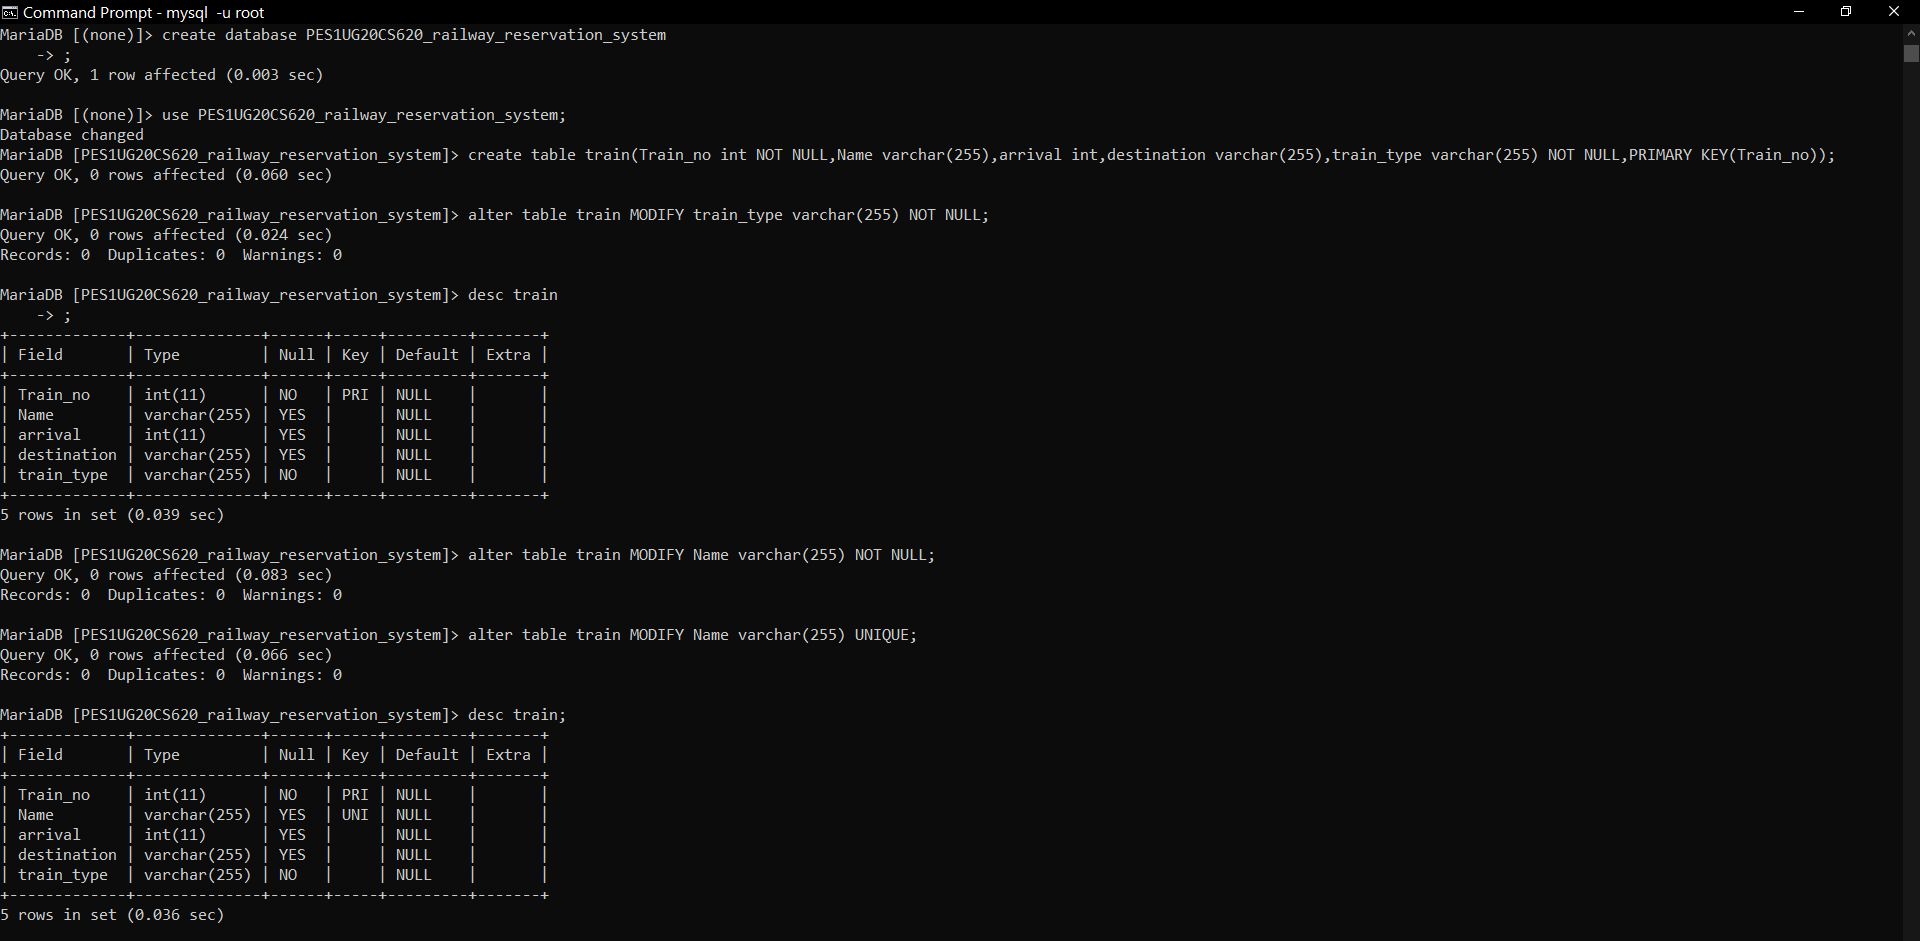 Command Prompt - mysql  -u root
MariaDB [(none)]> create database PES1UG20CS620_railway_reservation_system
    -> ;
Query OK, 1 row affected (0.003 sec)

MariaDB [(none)]> use PES1UG20CS620_railway_reservation_system;
Database changed
MariaDB [PES1UG20CS620_railway_reservation_system]> create table train(Train_no int NOT NULL,Name varchar(255),arrival int,destination varchar(255),train_type varchar(255) NOT NULL,PRIMARY KEY(Train_no));
Query OK, 0 rows affected (0.060 sec)

MariaDB [PES1UG20CS620_railway_reservation_system]> alter table train MODIFY train_type varchar(255) NOT NULL;
Query OK, 0 rows affected (0.024 sec)
Records: 0  Duplicates: 0  Warnings: 0

MariaDB [PES1UG20CS620_railway_reservation_system]> desc train
    -> ;
+-------------+--------------+------+-----+---------+-------+
| Field       | Type         | Null | Key | Default | Extra |
+-------------+--------------+------+-----+---------+-------+
| Train_no    | int(11)      | NO   | PRI | NULL    |       |
| Name        | varchar(255) | YES  |     | NULL    |       |
| arrival     | int(11)      | YES  |     | NULL    |       |
| destination | varchar(255) | YES  |     | NULL    |       |
| train_type  | varchar(255) | NO   |     | NULL    |       |
+-------------+--------------+------+-----+---------+-------+
5 rows in set (0.039 sec)

MariaDB [PES1UG20CS620_railway_reservation_system]> alter table train MODIFY Name varchar(255) NOT NULL;
Query OK, 0 rows affected (0.083 sec)
Records: 0  Duplicates: 0  Warnings: 0

MariaDB [PES1UG20CS620_railway_reservation_system]> alter table train MODIFY Name varchar(255) UNIQUE;
Query OK, 0 rows affected (0.066 sec)
Records: 0  Duplicates: 0  Warnings: 0

MariaDB [PES1UG20CS620_railway_reservation_system]> desc train;
+-------------+--------------+------+-----+---------+-------+
| Field       | Type         | Null | Key | Default | Extra |
+-------------+--------------+------+-----+---------+-------+
| Train_no    | int(11)      | NO   | PRI | NULL    |       |
| Name        | varchar(255) | YES  | UNI | NULL    |       |
| arrival     | int(11)      | YES  |     | NULL    |       |
| destination | varchar(255) | YES  |     | NULL    |       |
| train_type  | varchar(255) | NO   |     | NULL    |       |
+-------------+--------------+------+-----+---------+-------+
5 rows in set (0.036 sec)